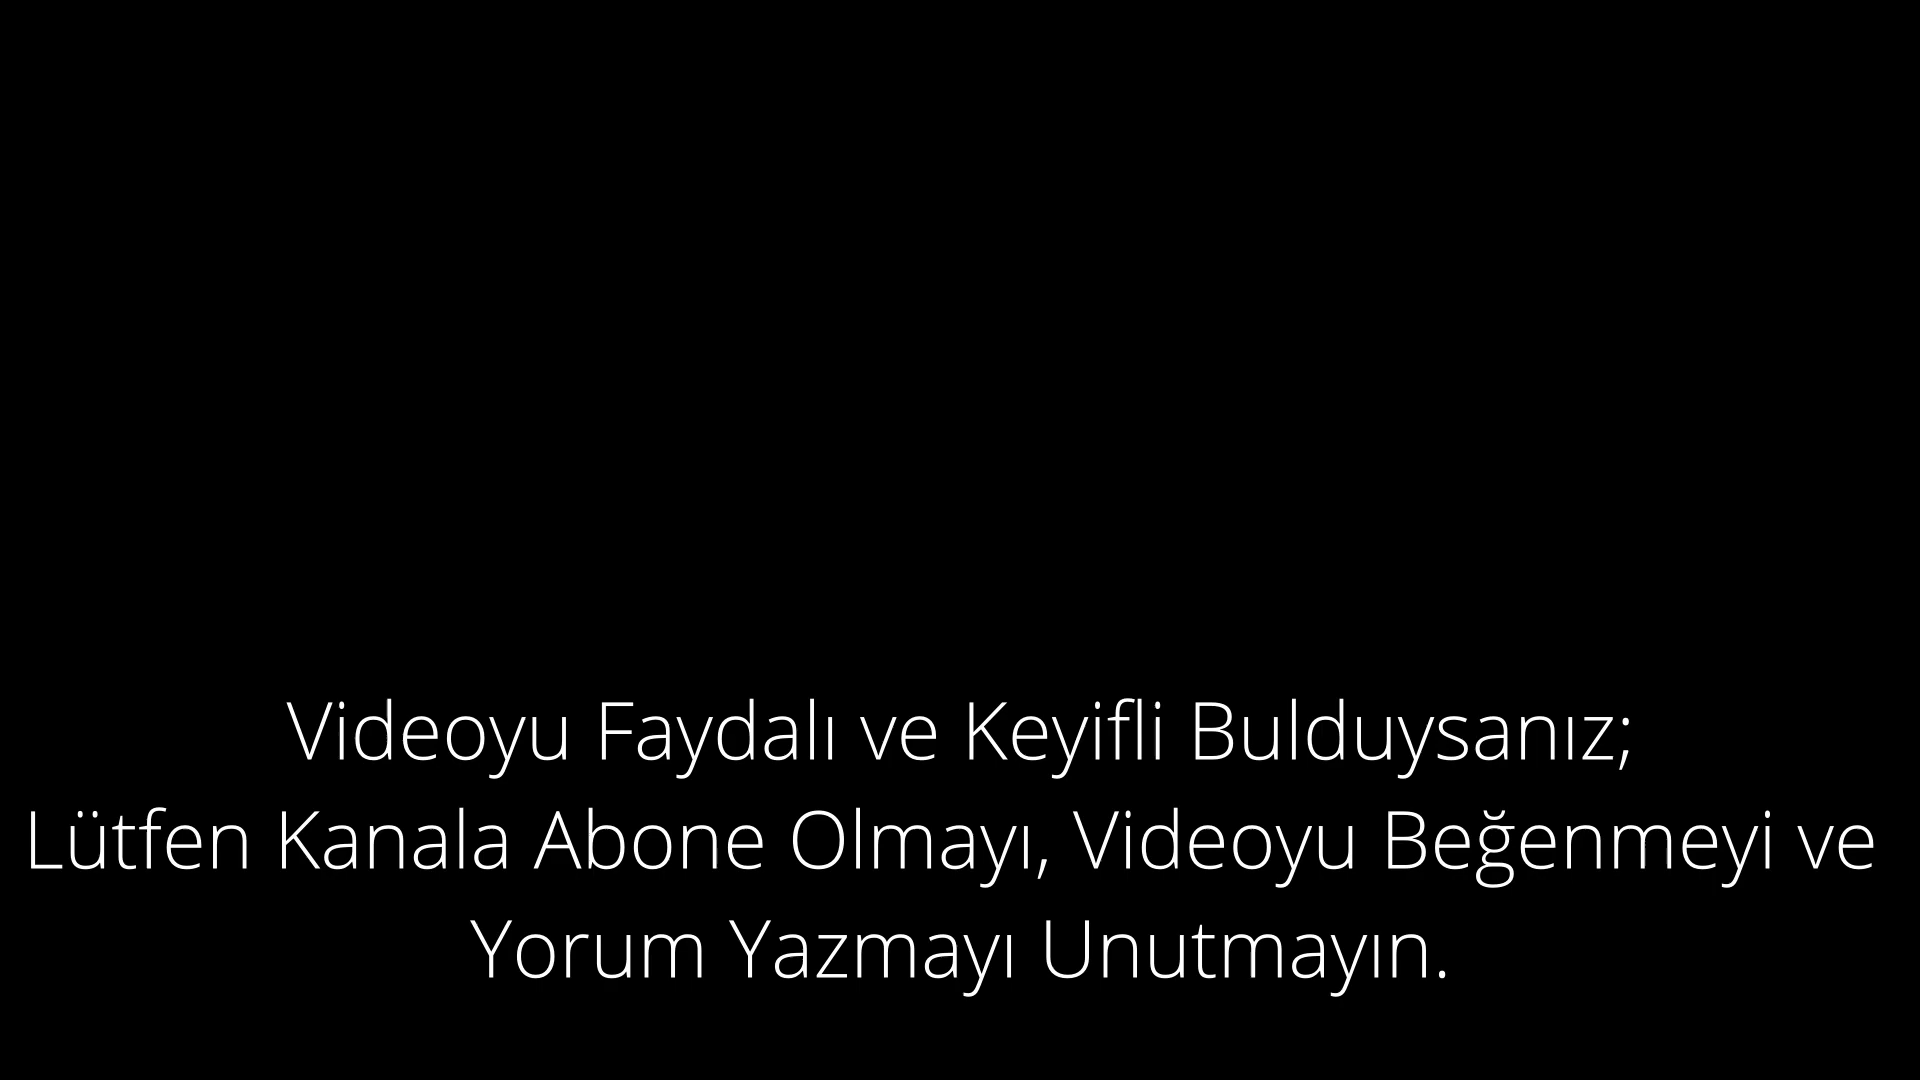 Videoyu Faydalı ve Keyifli Bulduysanız;
Lütfen Kanala Abone Olmayı, Videoyu Beğenmeyi ve
Yorum Yazmayı Unutmayın.